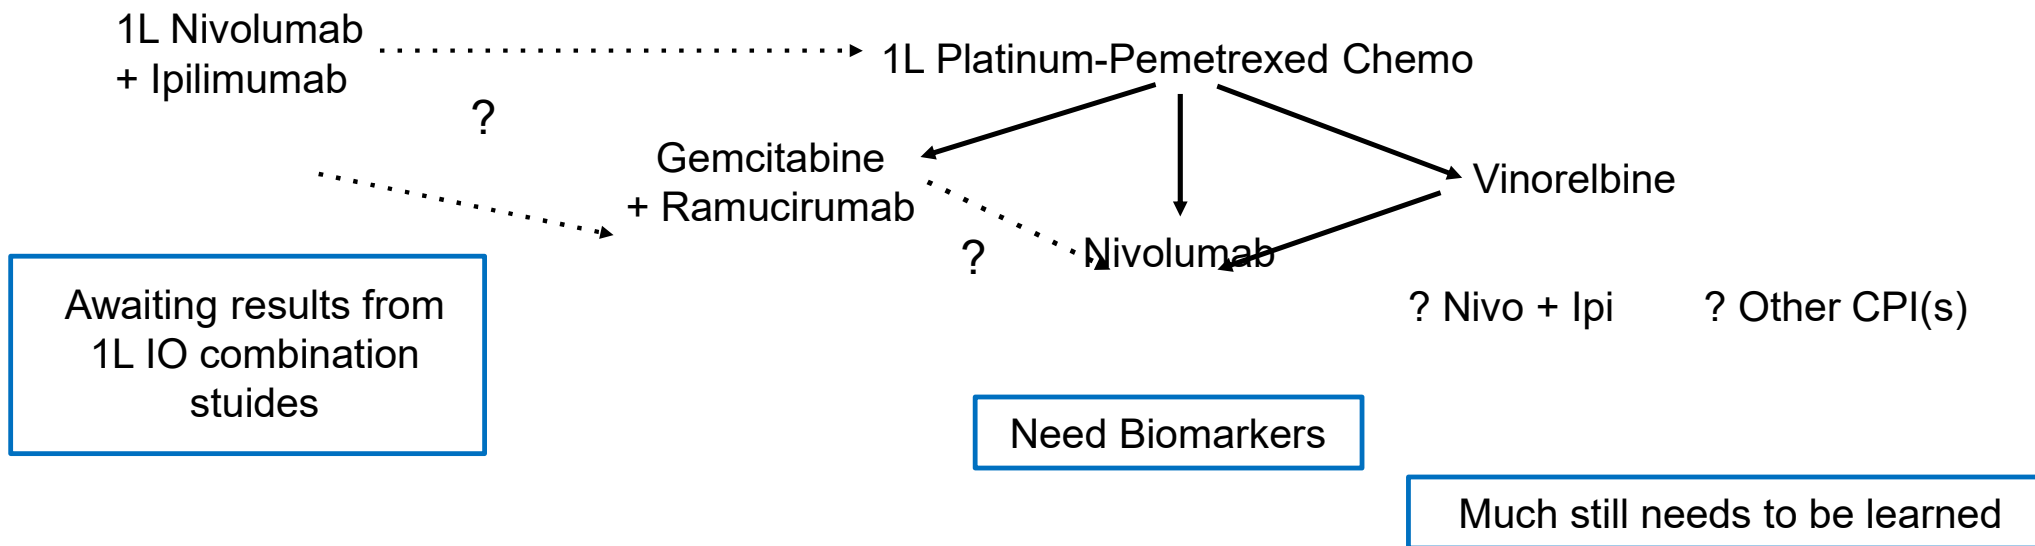 1L Nivolumab
+ Ipilimumab
1L Platinum-Pemetrexed Chemo
?
Gemcitabine
+ Ramucirumab
Vinorelbine
?
Nivolumab
? Nivo + Ipi
? Other CPI(s)
Awaiting results from
1L IO combination
stuides
Need Biomarkers
Much still needs to be learned